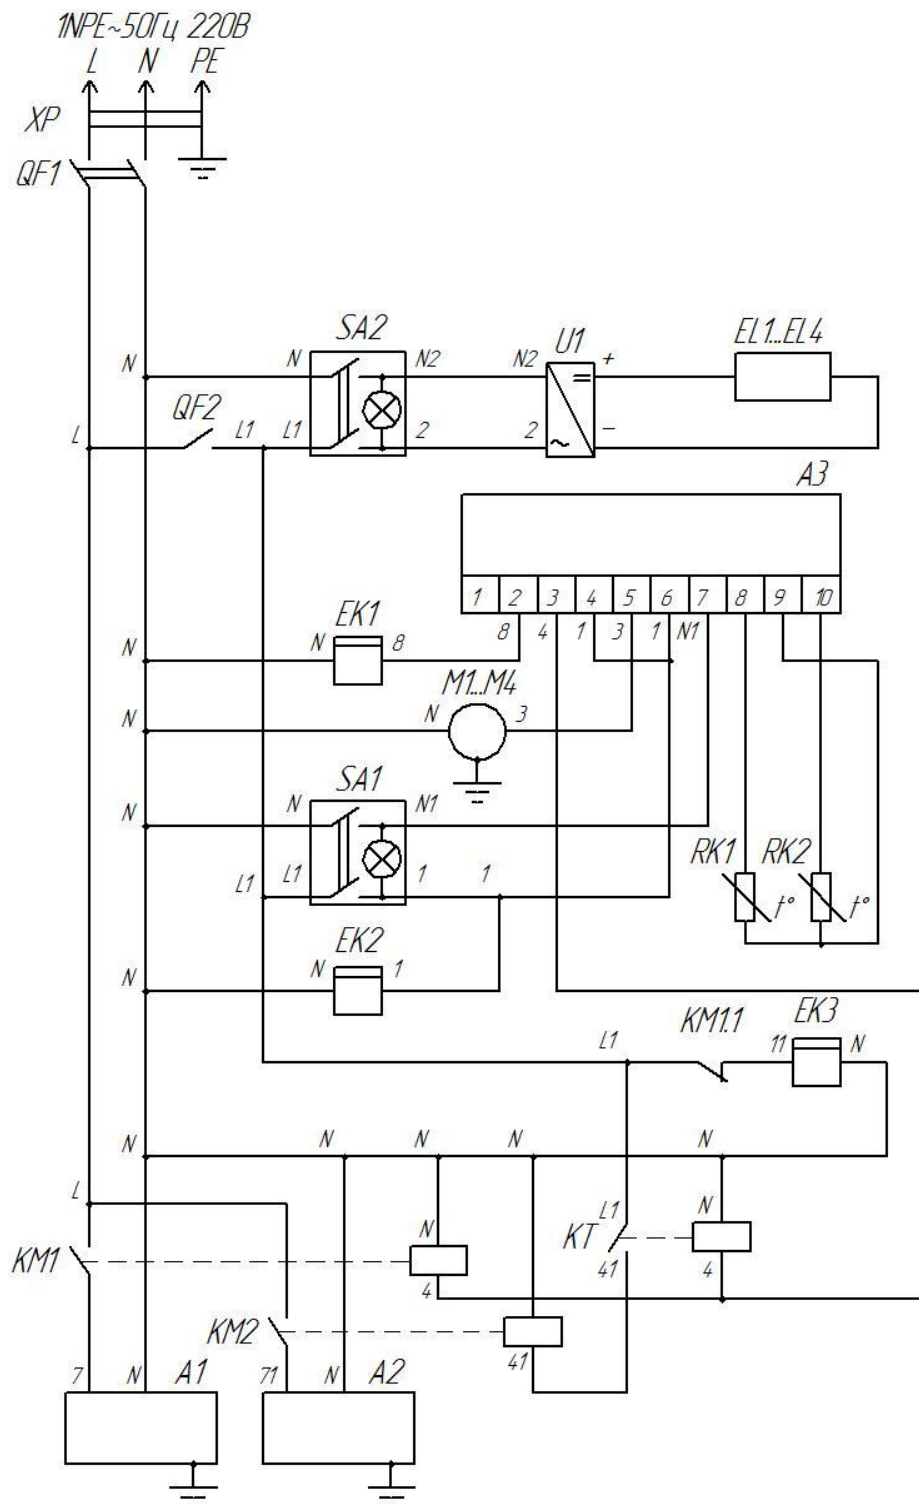 1NPE~50Гц 220В
L N PE
XP
QF1
SA2 U1 EL1...EL4
N N N2 N2 +
QF2
L L1 L1 2 2 ~ = –
A3
1 2 3 4 5 6 7 8 9 10
EK1 8 4 1 3 1 N1
N N 8
M1...M4
N N 3
SA1
N N N1
RK1 RK2
L1 L1 1 1 t° t°
EK2
N N 1
KM1.1 EK3
L1 11 N
N N N N N
L
L1 N
N KT
KM1 41 4
4
KM2
41
7 N A1 71 N A2